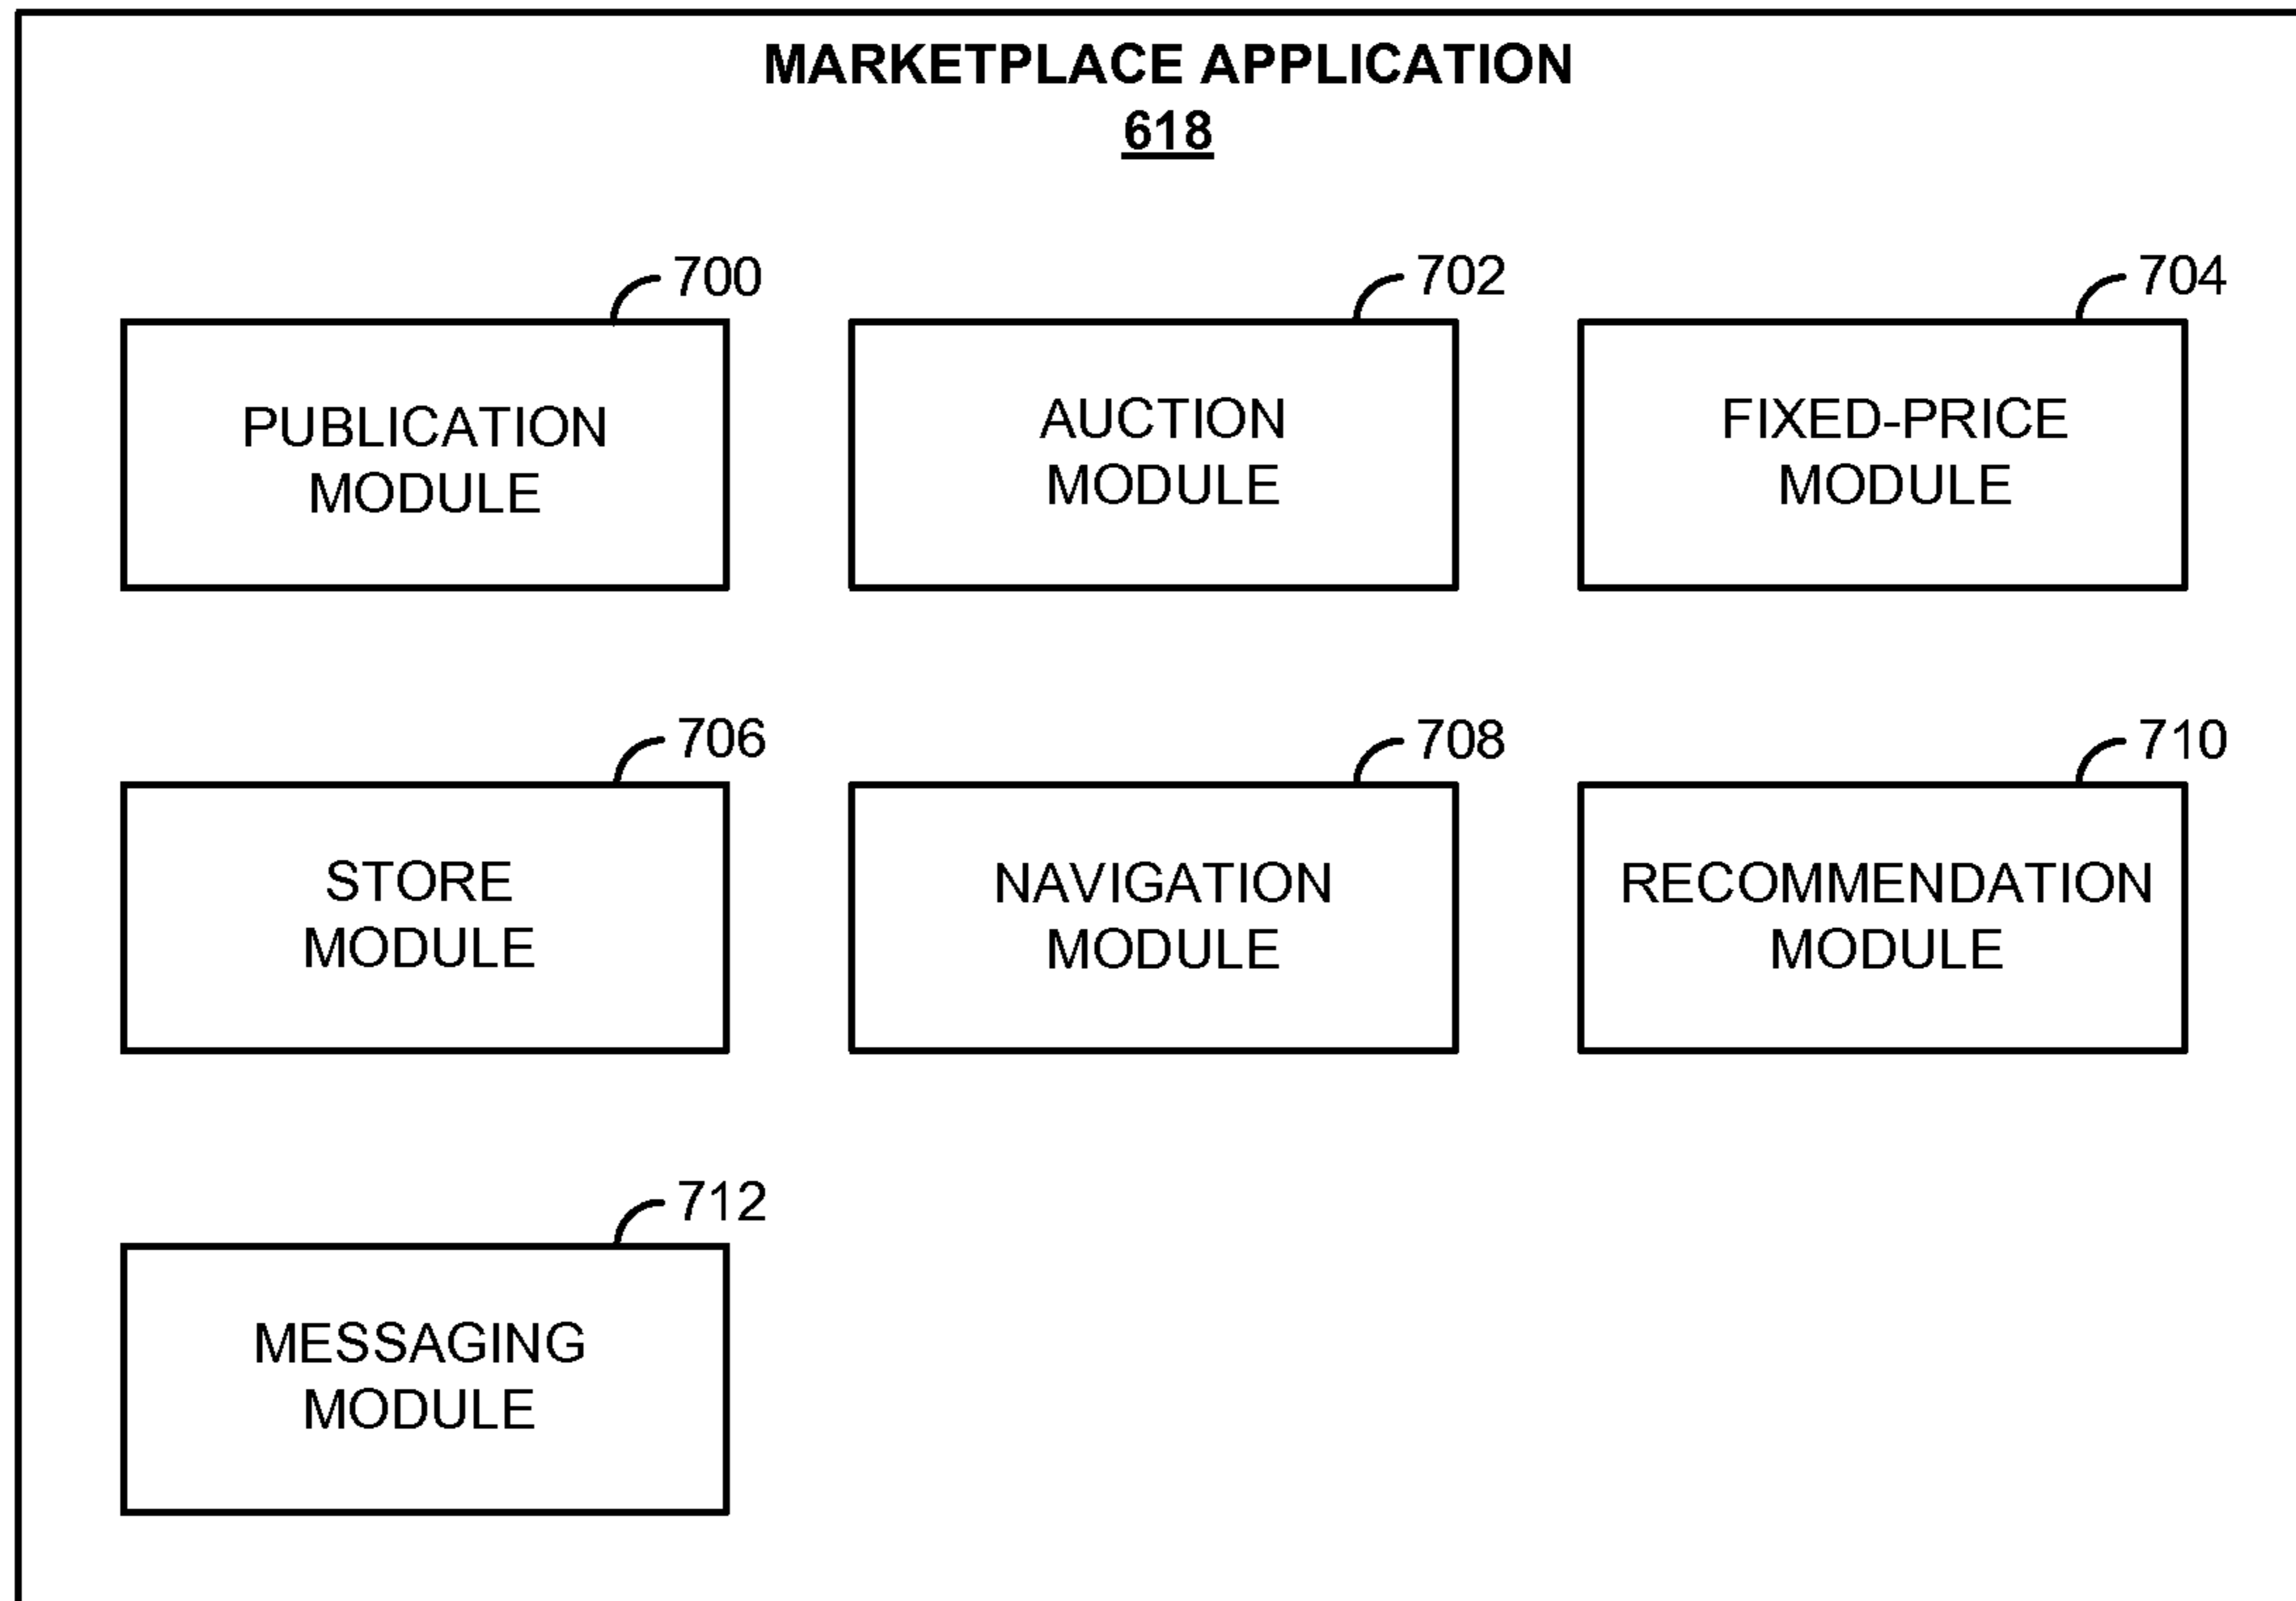 MARKETPLACE APPLICATION
618
700
702
704
PUBLICATION
MODULE
AUCTION
MODULE
FIXED-PRICE
MODULE
706
708
710
STORE
MODULE
NAVIGATION
MODULE
RECOMMENDATION
MODULE
712
MESSAGING
MODULE